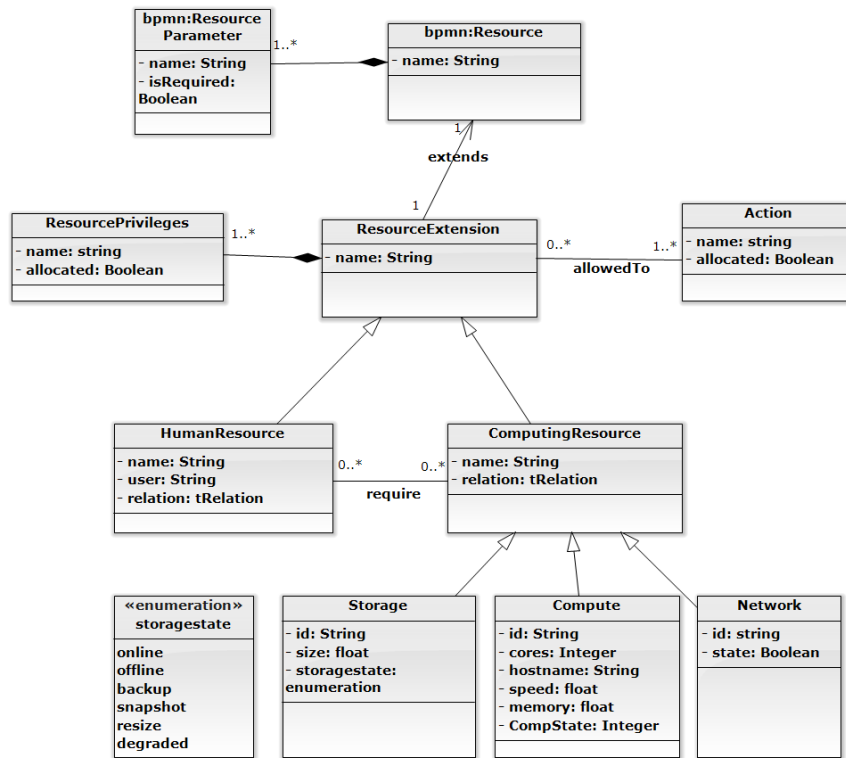 bpmn:Resource
Parameter
- name: String
- isRequired:
Boolean
1..*
bpmn:Resource
- name: String
1
extends
1
ResourcePrivileges
- name: string
- allocated: Boolean
1..*
ResourceExtension
- name: String
0..*
1..*
allowedTo
Action
- name: string
- allocated: Boolean
HumanResource
- name: String
- user: String
- relation: tRelation
0..*
0..*
require
ComputingResource
- name: String
- relation: tRelation
«enumeration»
storagestate
online
offline
backup
snapshot
resize
degraded
Storage
- id: String
- size: float
- storagestate:
enumeration
Compute
- id: String
- cores: Integer
- hostname: String
- speed: float
- memory: float
- CompState: Integer
Network
- id: string
- state: Boolean